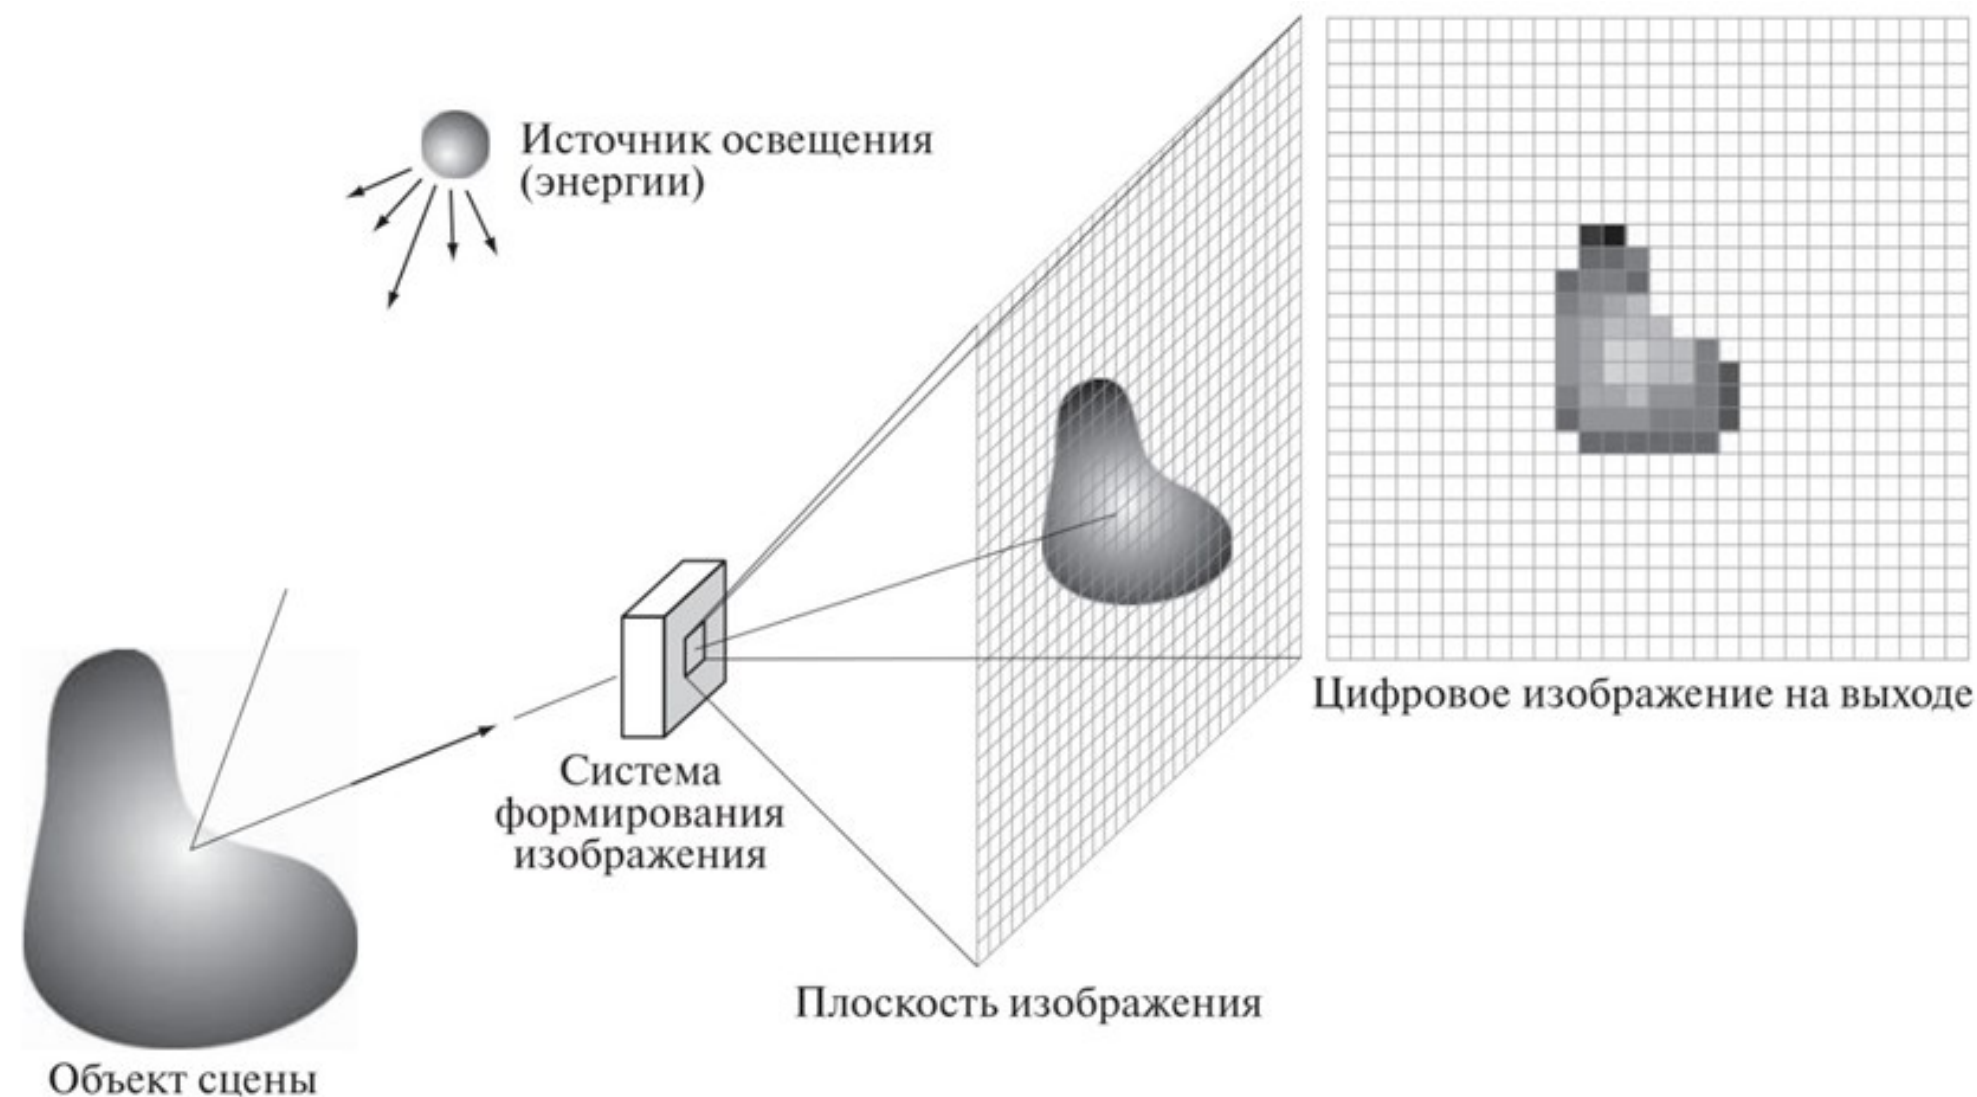 Источник освещения
(энергии)
Цифровое изображение на выходе
Система
формирования
изображения
Плоскость изображения
Объект сцены